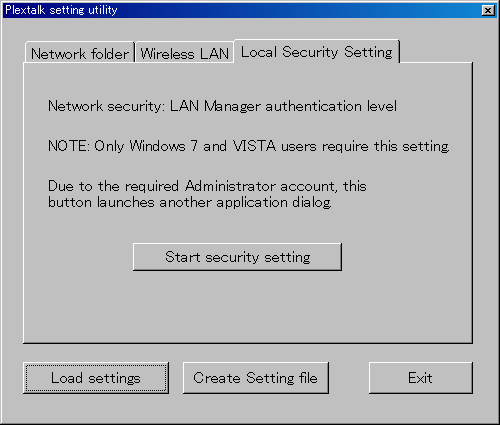 Plextalk setting utility
Network folder Wireless LAN Local Security Setting
Network security: LAN Manager authentication level
NOTE: Only Windows 7 and VISTA users require this setting.
Due to the required Administrator account, this
button launches another application dialog.
Start security setting
Load settings Create Setting file Exit